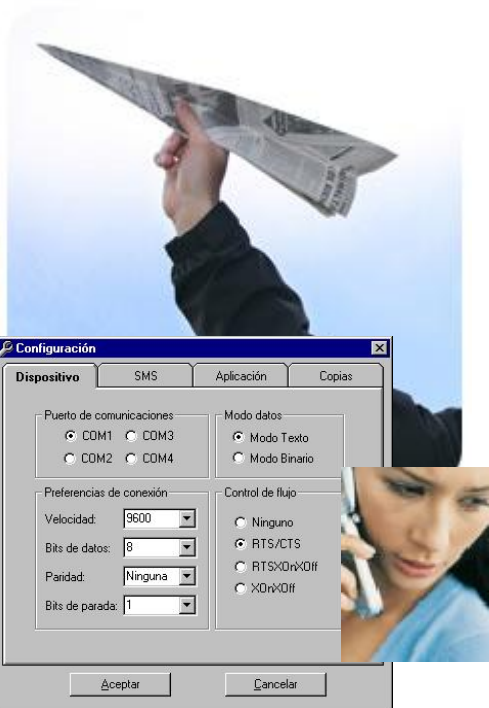 Configuración
Dispositivo SMS Aplicación Copias
Puerto de comunicaciones
COM1 COM3
COM2 COM4
Modo datos
Modo Texto
Modo Binario
Preferencias de conexión
Velocidad: 9600
Bits de datos: 8
Paridad: Ninguna
Bits de parada: 1
Control de flujo
Ninguno
RTS/CTS
RTSXOnXOff
XOnXOff
Aceptar Cancelar